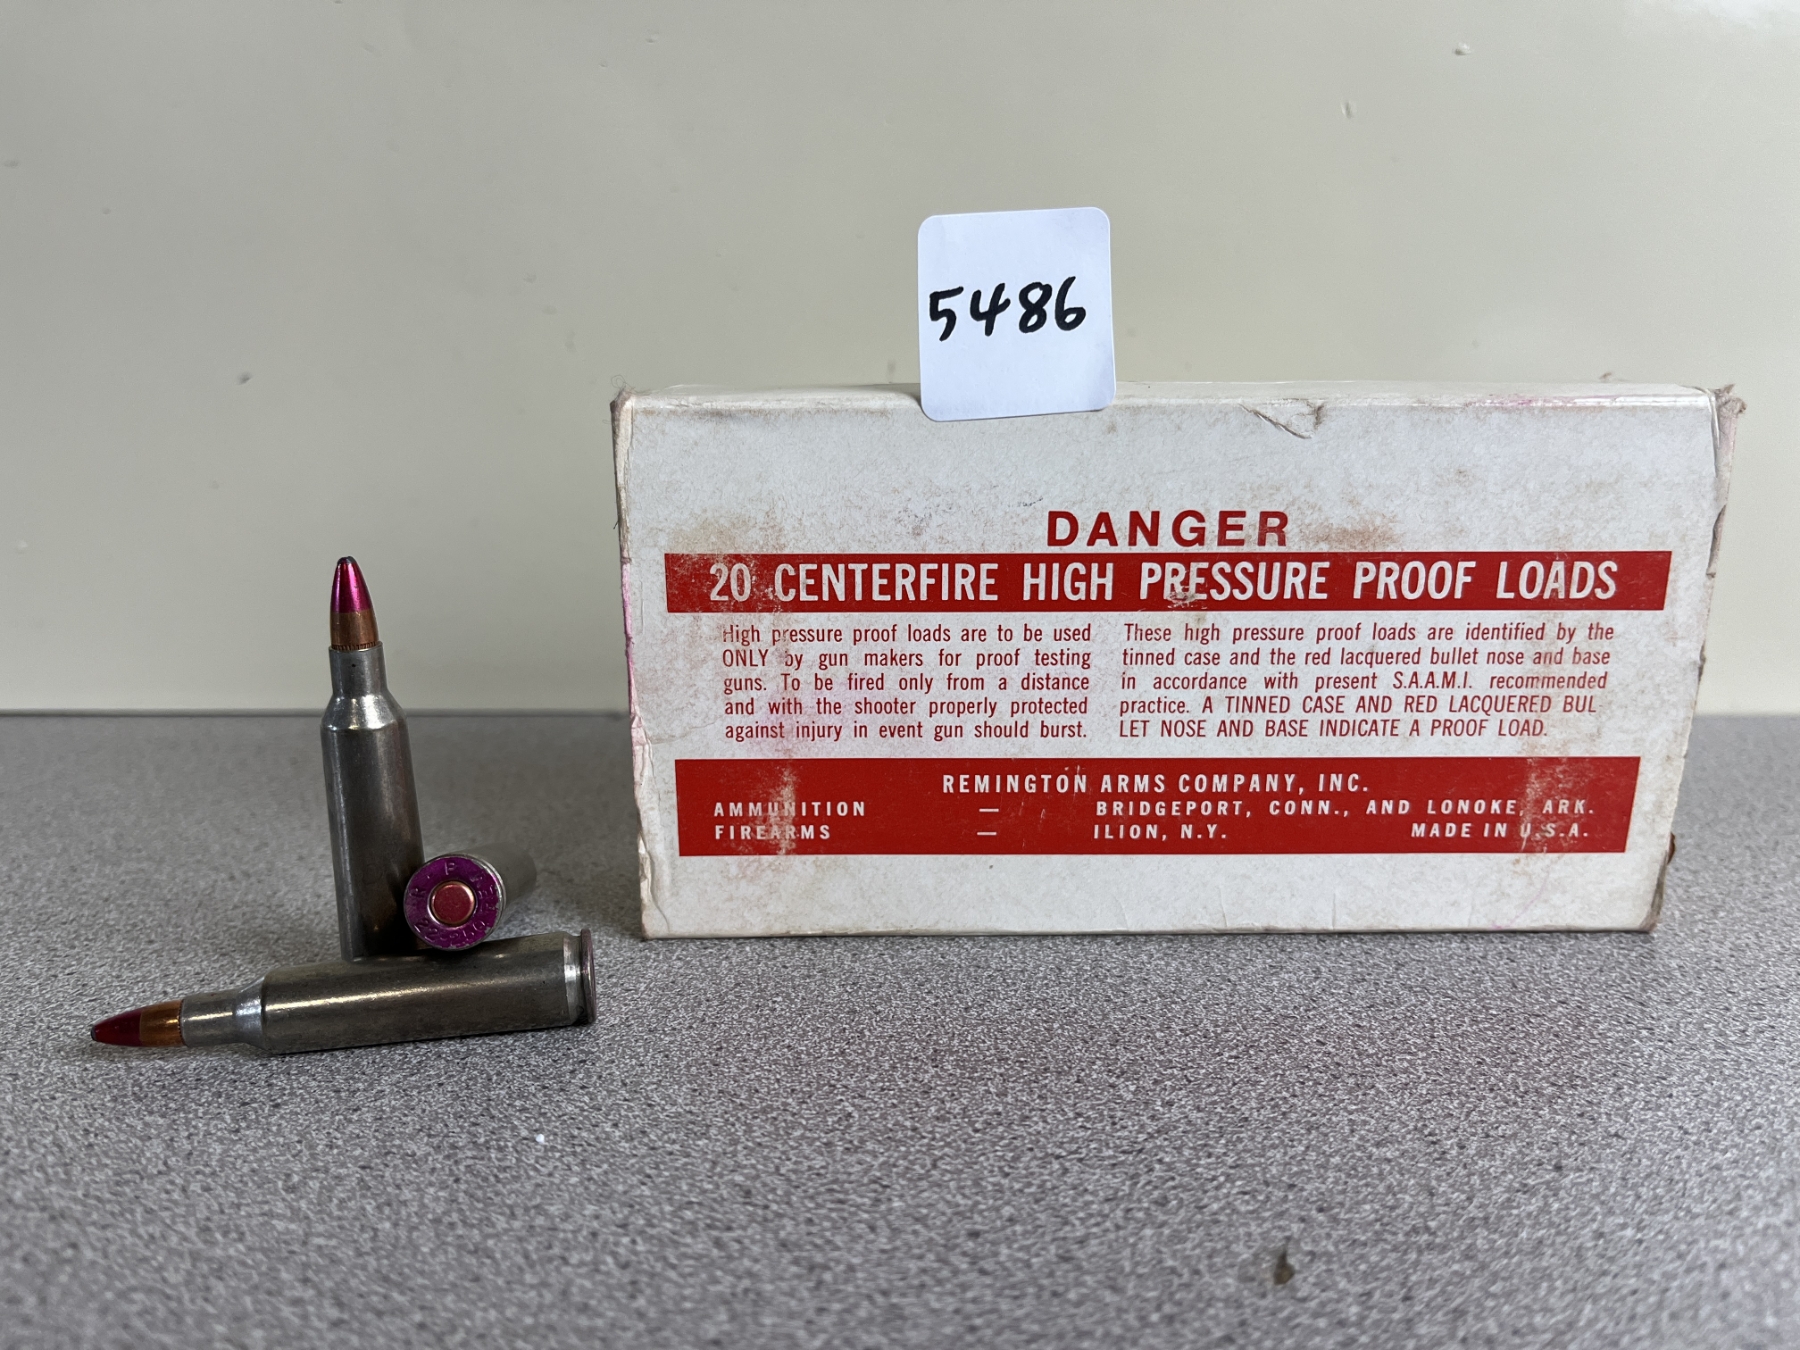 5486
DANGER
20 CENTERFIRE HIGH PRESSURE PROOF LOADS
High pressure proof loads are to be used
ONLY by gun makers for proof testing
guns. To be fired only from a distance
and with the shooter properly protected
against injury in event gun should burst.
These high pressure proof loads are identified by the
tinned case and the red lacquered bullet nose and base
in accordance with present S.A.A.M.I. recommended
practice. A TINNED CASE AND RED LACQUERED BUL-
LET NOSE AND BASE INDICATE A PROOF LOAD.
REMINGTON ARMS COMPANY, INC.
AMMUNITION — BRIDGEPORT, CONN., AND LONOKE, ARK.
FIREARMS — ILION, N.Y. MADE IN U.S.A.